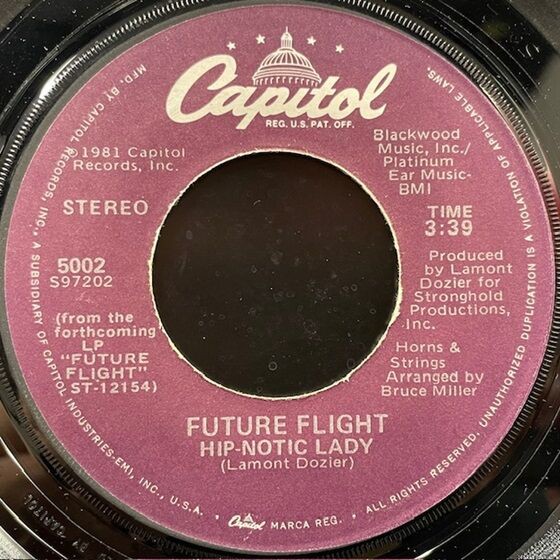 Capitol
REG. U.S. PAT. OFF.
℗1981 Capitol
Records, Inc.
STEREO
5002
S97202
(from the
forthcoming
LP
"FUTURE
FLIGHT"
ST-12154)
Blackwood
Music, Inc./
Platinum
Ear Music-
BMI
TIME
3:39
Produced
by Lamont
Dozier for
Stronghold
Productions,
Inc.
Horns &
Strings
Arranged by
Bruce Miller
FUTURE FLIGHT
HIP-NOTIC LADY
(Lamont Dozier)
MFD. BY CAPITOL RECORDS, INC., A SUBSIDIARY OF CAPITOL INDUSTRIES-EMI, INC., U.S.A. • Capitol MARCA REG. • ALL RIGHTS RESERVED. UNAUTHORIZED DUPLICATION IS A VIOLATION OF APPLICABLE LAWS.